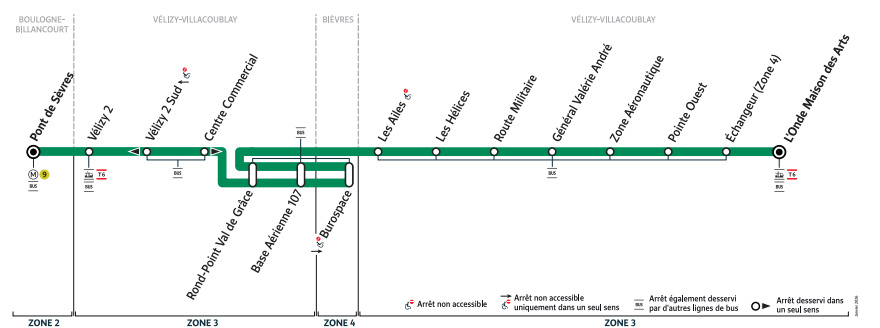 BOULOGNE-
BILLANCOURT
VÉLIZY-VILLACOUBLAY
BIÈVRES
VÉLIZY-VILLACOUBLAY
Pont de Sèvres
Vélizy 2
Vélizy 2 Sud
Centre Commercial
Rond-Point Val de Grâce
Base Aérienne 107
Burospace
Les Ailes
Les Hélices
Route Militaire
Général Valérie André
Zone Aéronautique
Pointe Ouest
Échangeur (Zone 4)
L'Onde Maison des Arts
M 9
BUS
T6
BUS
BUS
BUS
BUS
T6
BUS
Arrêt non accessible
Arrêt non accessible
uniquement dans un seul sens
BUS
Arrêt également desservi
par d'autres lignes de bus
Arrêt desservi dans
un seul sens
ZONE 2
ZONE 3
ZONE 4
ZONE 3